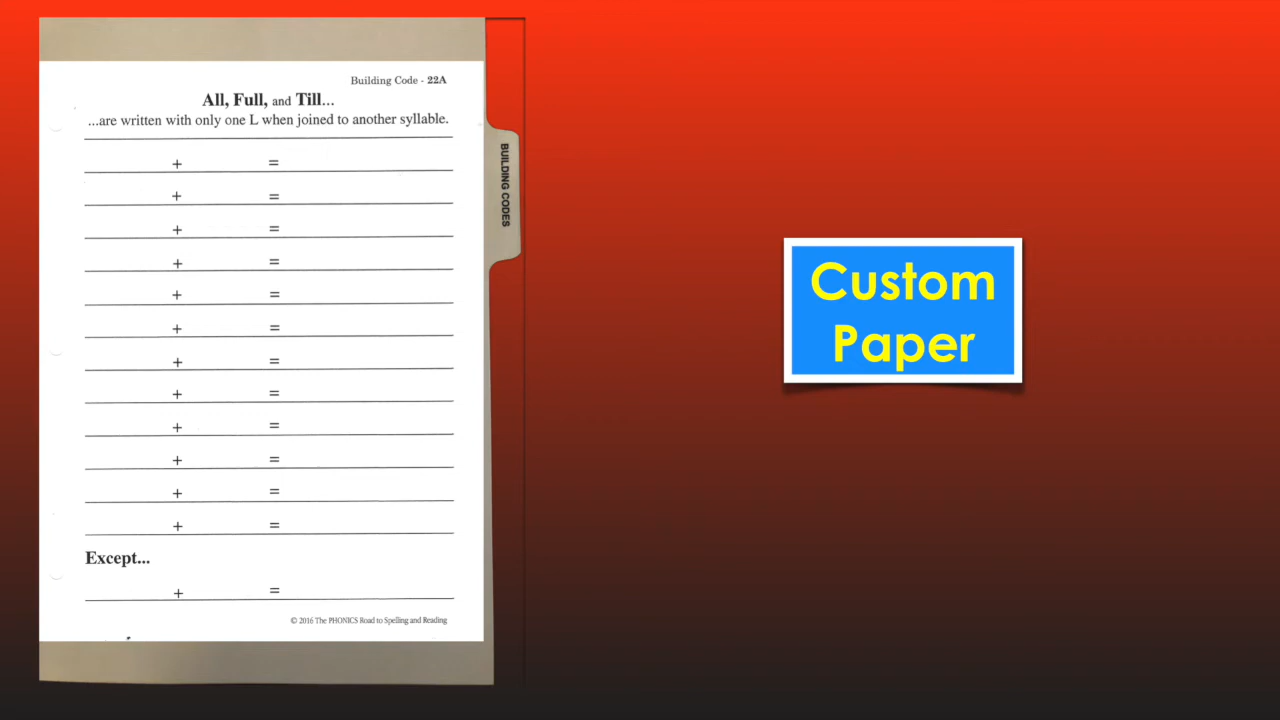 Building Code - 22A
All, Full, and Till...
...are written with only one L when joined to another syllable.
+ =
+ =
+ =
+ =
+ =
+ =
+ =
+ =
+ =
+ =
+ =
+ =
Except...
+ =
© 2016 The PHONICS Road to Spelling and Reading
BUILDING CODES
Custom
Paper